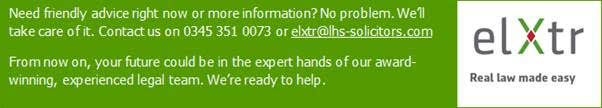 Need friendly advice right now or more information? No problem. We'll
take care of it. Contact us on 0345 351 0073 or elxtr@lhs-solicitors.com
From now on, your future could be in the expert hands of our award-
winning, experienced legal team. We're ready to help.
elXtr
Real law made easy